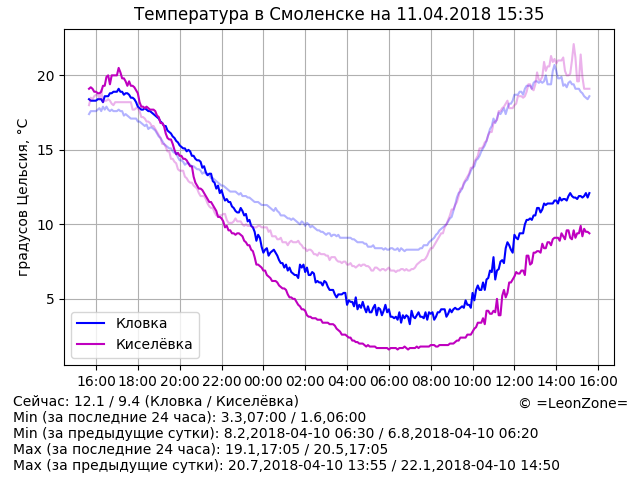 Температура в Смоленске на 11.04.2018 15:35
градусов Цельсия, °C
20
15
10
5
Кловка
Киселёвка
16:00 18:00 20:00 22:00 00:00 02:00 04:00 06:00 08:00 10:00 12:00 14:00 16:00
Сейчас: 12.1 / 9.4 (Кловка / Киселёвка)
© =LeonZone=
Min (за последние 24 часа): 3.3,07:00 / 1.6,06:00
Min (за предыдущие сутки): 8.2,2018-04-10 06:30 / 6.8,2018-04-10 06:20
Max (за последние 24 часа): 19.1,17:05 / 20.5,17:05
Max (за предыдущие сутки): 20.7,2018-04-10 13:55 / 22.1,2018-04-10 14:50